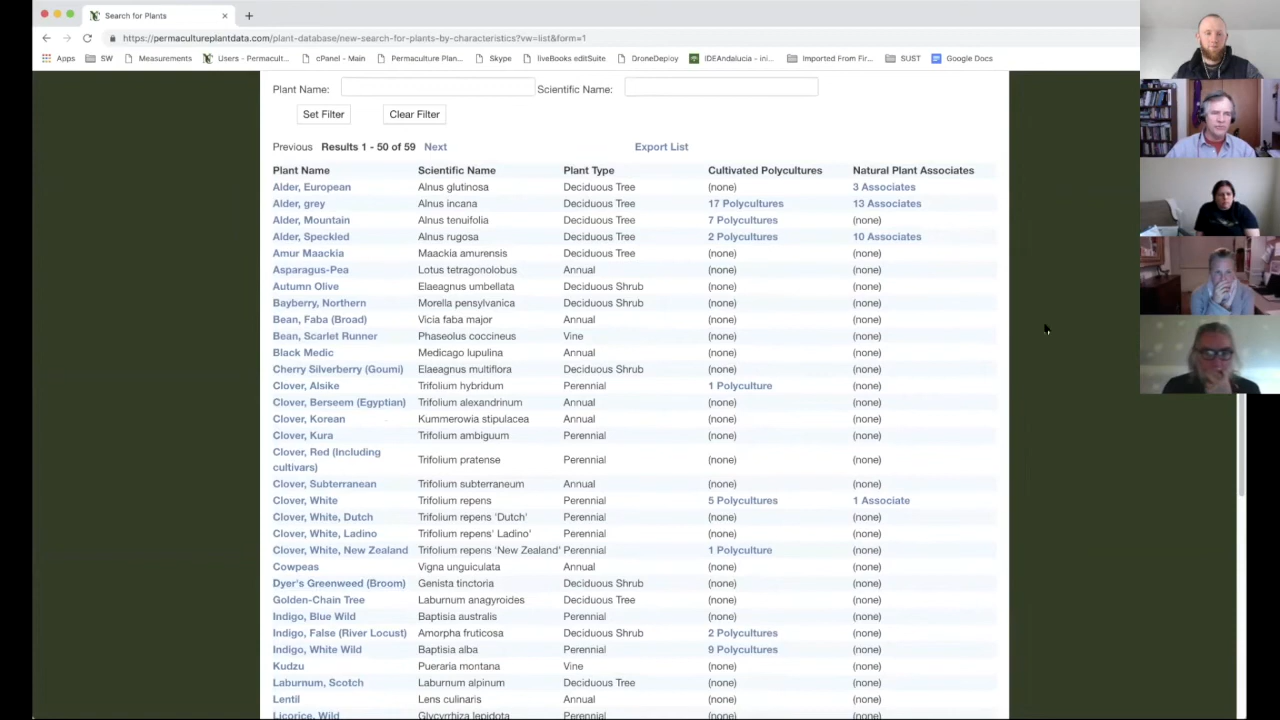 Search for Plants
https://permacultureplantdata.com/plant-database/new-search-for-plants-by-characteristics?vw=list&form=1
Apps SW Measurements Users - Permacult... cPanel - Main Permaculture Plan... Skype liveBooks editSuite DroneDeploy IDEAndalucia - ini... Imported From Fir... SUST Google Docs
Plant Name: Scientific Name:
Set Filter Clear Filter
Previous Results 1 - 50 of 59 Next Export List
Plant Name Scientific Name Plant Type Cultivated Polycultures Natural Plant Associates
Alder, European Alnus glutinosa Deciduous Tree (none) 3 Associates
Alder, grey Alnus incana Deciduous Tree 17 Polycultures 13 Associates
Alder, Mountain Alnus tenuifolia Deciduous Tree 7 Polycultures (none)
Alder, Speckled Alnus rugosa Deciduous Tree 2 Polycultures 10 Associates
Amur Maackia Maackia amurensis Deciduous Tree (none) (none)
Asparagus-Pea Lotus tetragonolobus Annual (none) (none)
Autumn Olive Elaeagnus umbellata Deciduous Shrub (none) (none)
Bayberry, Northern Morella pensylvanica Deciduous Shrub (none) (none)
Bean, Faba (Broad) Vicia faba major Annual (none) (none)
Bean, Scarlet Runner Phaseolus coccineus Vine (none) (none)
Black Medic Medicago lupulina Annual (none) (none)
Cherry Silverberry (Goumi) Elaeagnus multiflora Deciduous Shrub (none) (none)
Clover, Alsike Trifolium hybridum Perennial 1 Polyculture (none)
Clover, Berseem (Egyptian) Trifolium alexandrinum Annual (none) (none)
Clover, Korean Kummerowia stipulacea Annual (none) (none)
Clover, Kura Trifolium ambiguum Perennial (none) (none)
Clover, Red (Including
cultivars) Trifolium pratense Perennial (none) (none)
Clover, Subterranean Trifolium subterraneum Annual (none) (none)
Clover, White Trifolium repens Perennial 5 Polycultures 1 Associate
Clover, White, Dutch Trifolium repens 'Dutch' Perennial (none) (none)
Clover, White, Ladino Trifolium repens' Ladino' Perennial (none) (none)
Clover, White, New Zealand Trifolium repens 'New Zealand' Perennial 1 Polyculture (none)
Cowpeas Vigna unguiculata Annual (none) (none)
Dyer's Greenweed (Broom) Genista tinctoria Deciduous Shrub (none) (none)
Golden-Chain Tree Laburnum anagyroides Deciduous Tree (none) (none)
Indigo, Blue Wild Baptisia australis Perennial (none) (none)
Indigo, False (River Locust) Amorpha fruticosa Deciduous Shrub 2 Polycultures (none)
Indigo, White Wild Baptisia alba Perennial 9 Polycultures (none)
Kudzu Pueraria montana Vine (none) (none)
Laburnum, Scotch Laburnum alpinum Deciduous Tree (none) (none)
Lentil Lens culinaris Annual (none) (none)
Licorice, Wild Glycyrrhiza lepidota Perennial (none) (none)